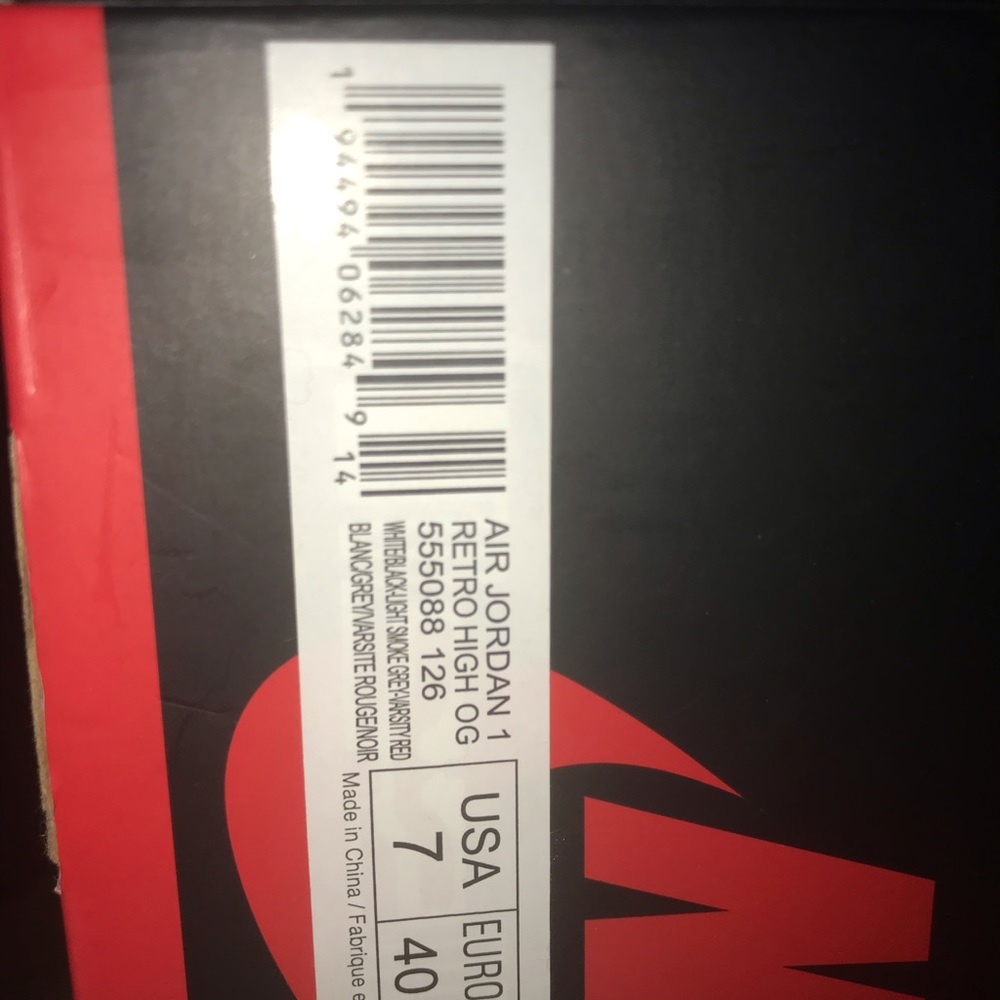 1 94494 06284 9 14
AIR JORDAN 1
RETRO HIGH OG
555088 126
WHITE/BLACK-LIGHT SMOKE GREY-VARSITY RED
BLANC/GREY/VARSITE ROUGE/NOIR
USA EURO
7 40
Made in China / Fabrique e